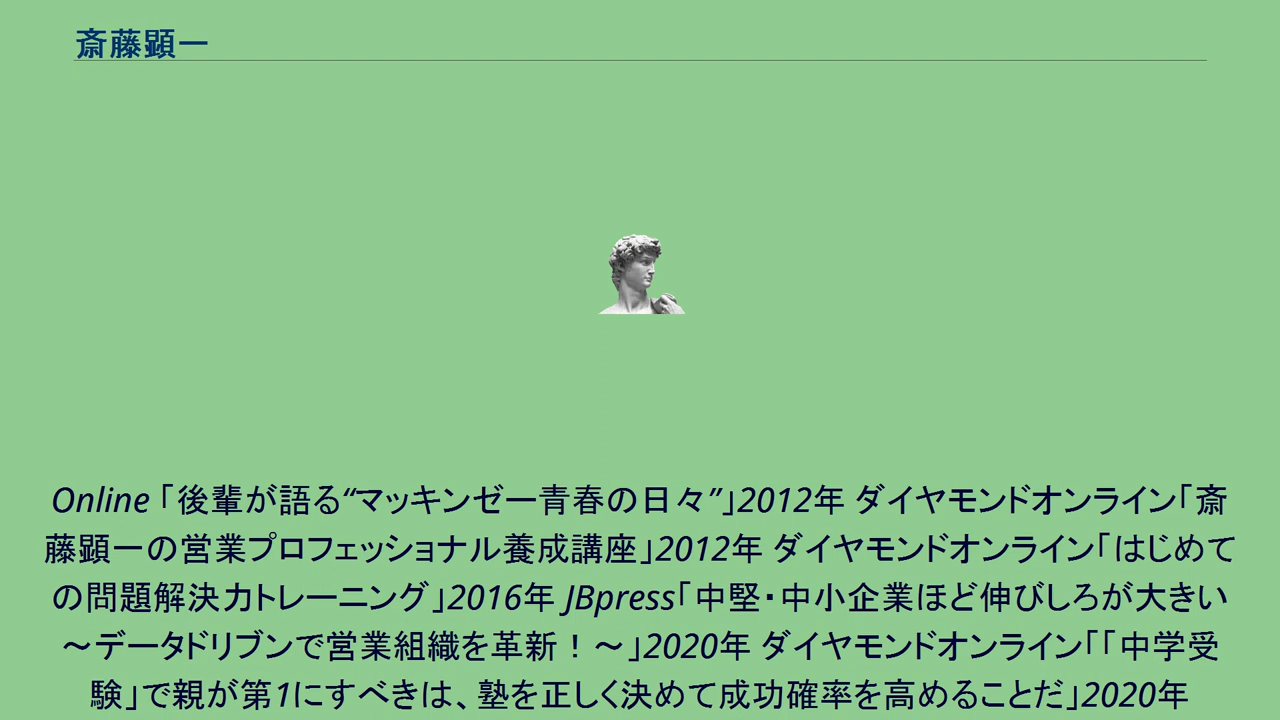 斎藤顕一
Online「後輩が語る“マッキンゼー青春の日々”」2012年 ダイヤモンドオンライン「斎
藤顕一の営業プロフェッショナル養成講座」2012年 ダイヤモンドオンライン「はじめて
の問題解決力トレーニング」2016年 JBpress「中堅・中小企業ほど伸びしろが大きい
～データドリブンで営業組織を革新！～」2020年 ダイヤモンドオンライン「「中学受
験」で親が第1にすべきは、塾を正しく決めて成功確率を高めることだ」2020年